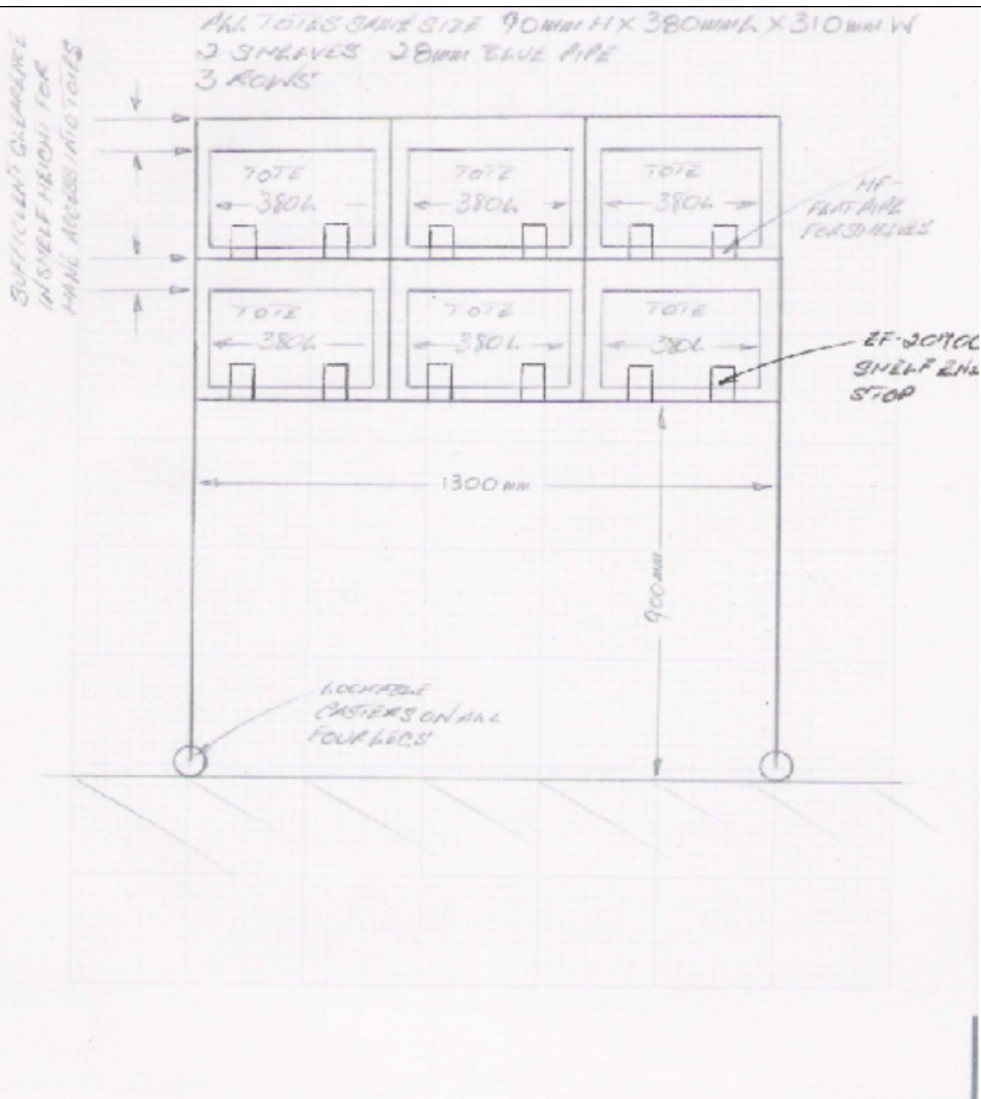 ALL TOTES SAME SIZE 90mm H X 380mm L X 310mm W
2 SHELVES 28mm BLUE PIPE
3 ROWS
SUFFICIENT CLEARANCE
IN SHELF HEIGHT FOR
HAND ACCESS INTO TOTES
TOTE
380L
TOTE
380L
TOTE
380L
HF-
FLAT PIPE
FOR SHELVES
TOTE
380L
TOTE
380L
TOTE
380L
SHELF END
STOP
1300mm
900mm
LOCKABLE
CASTERS ON ALL
FOUR LEGS